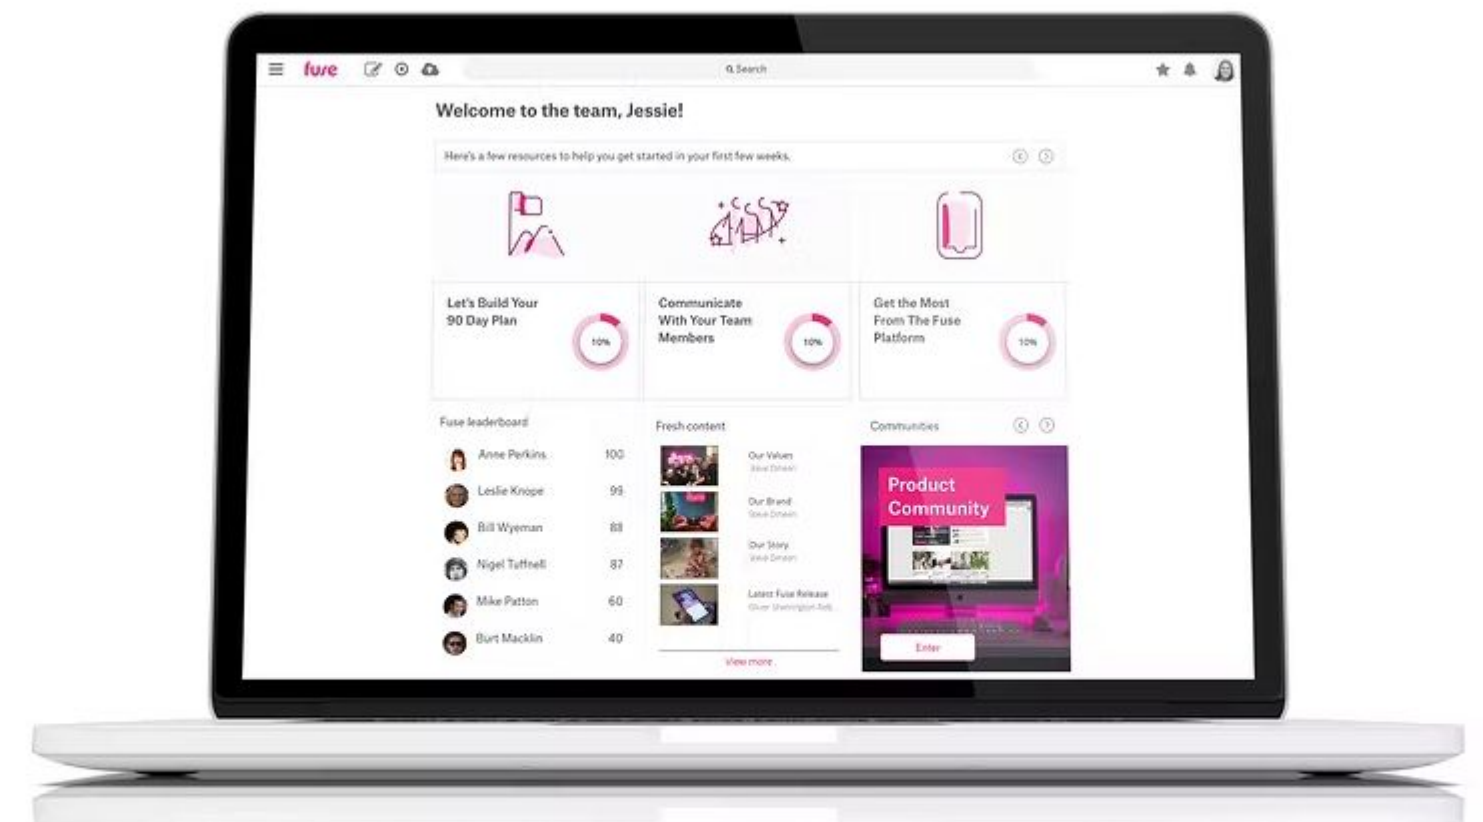 fuse
Search
Welcome to the team, Jessie!
Here's a few resources to help you get started in your first few weeks.
Let's Build Your
90 Day Plan
10%
Communicate
With Your Team
Members
10%
Get the Most
From The Fuse
Platform
10%
Fuse leaderboard
Anne Perkins 100
Leslie Knope 99
Bill Wyeman 88
Nigel Tuffnell 87
Mike Patton 60
Burt Macklin 40
Fresh content
Our Values
Our Brand
Our Story
Latest Fuse Release
View more
Communities
Product
Community
Enter